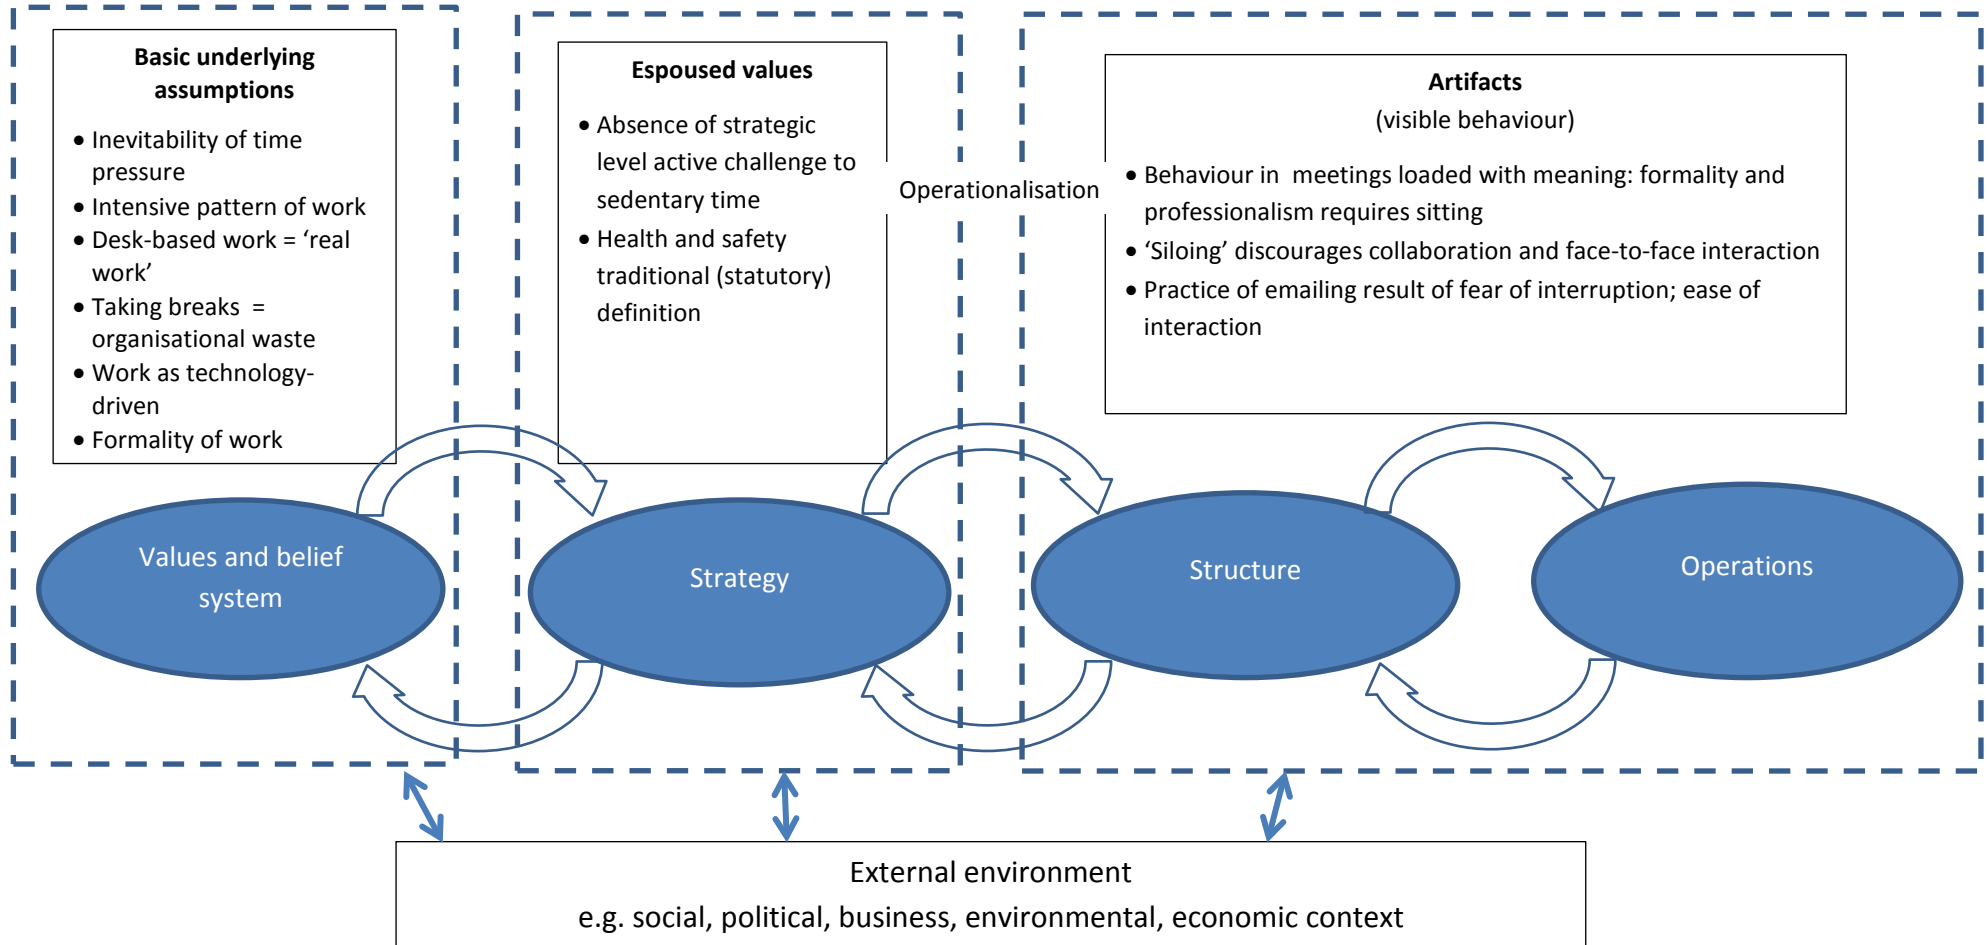 Basic underlying
assumptions
• Inevitability of time
pressure
• Intensive pattern of work
• Desk-based work = ‘real
work’
• Taking breaks  =
organisational waste
• Work as technology-
driven
• Formality of work
Espoused values
• Absence of strategic
level active challenge to
sedentary time
• Health and safety
traditional (statutory)
definition
Operationalisation
Artifacts
(visible behaviour)
• Behaviour in  meetings loaded with meaning: formality and
professionalism requires sitting
• ‘Siloing’ discourages collaboration and face-to-face interaction
• Practice of emailing result of fear of interruption; ease of
interaction
Values and belief
system
Strategy
Structure
Operations
External environment
e.g. social, political, business, environmental, economic context